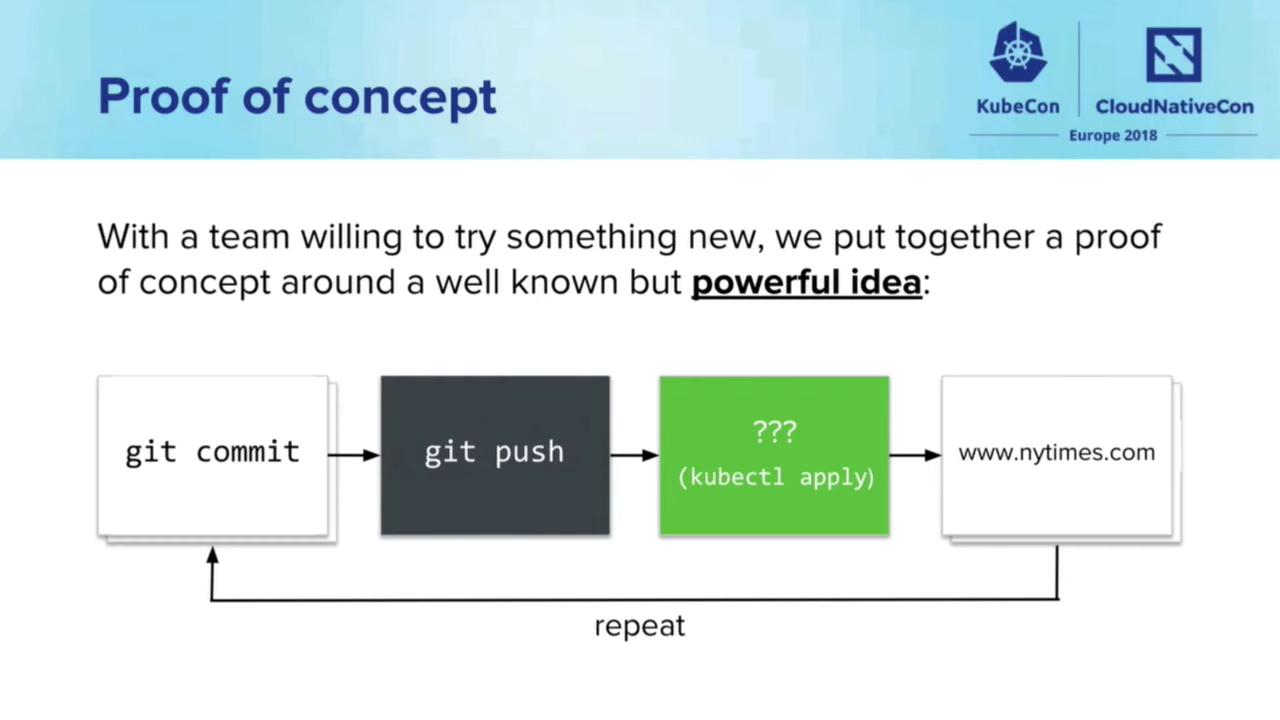 Proof of concept
KubeCon
CloudNativeCon
Europe 2018
With a team willing to try something new, we put together a proof
of concept around a well known but powerful idea:
git commit
git push
???
(kubectl apply)
www.nytimes.com
repeat